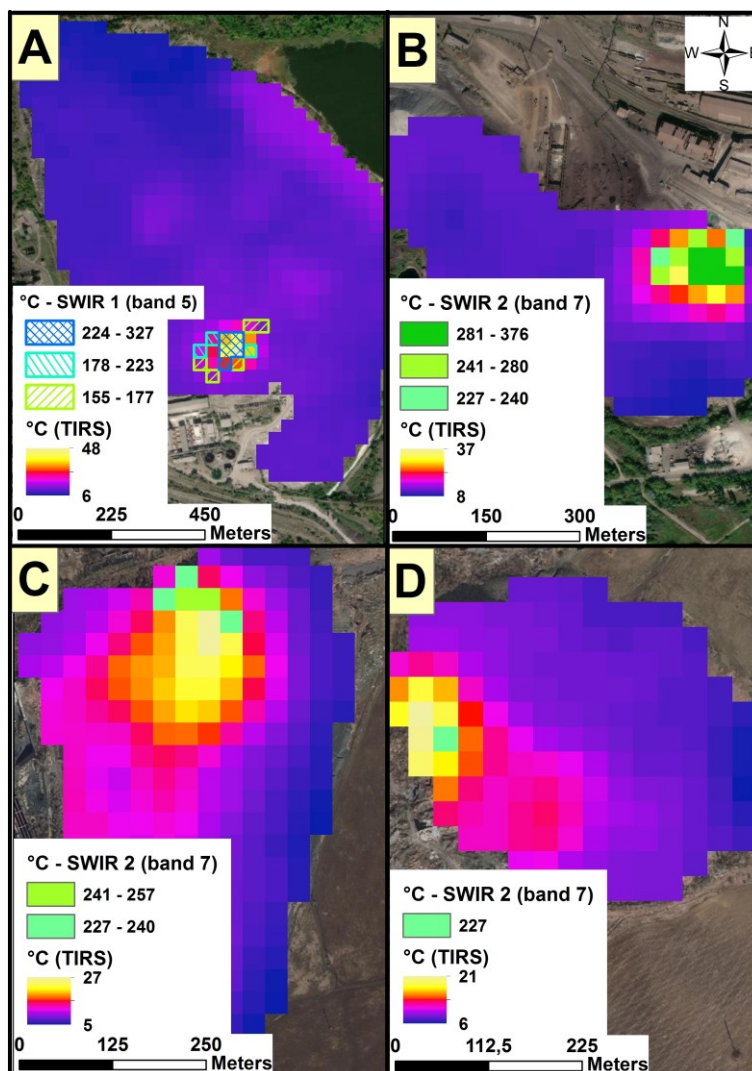 A
°C - SWIR 1 (band 5)
224 - 327
178 - 223
155 - 177
°C (TIRS)
48
6
0 225 450
Meters
B
N
W E
S
°C - SWIR 2 (band 7)
281 - 376
241 - 280
227 - 240
°C (TIRS)
37
8
0 150 300
Meters
C
°C - SWIR 2 (band 7)
241 - 257
227 - 240
°C (TIRS)
27
5
0 125 250
Meters
D
°C - SWIR 2 (band 7)
227
°C (TIRS)
21
6
0 112,5 225
Meters